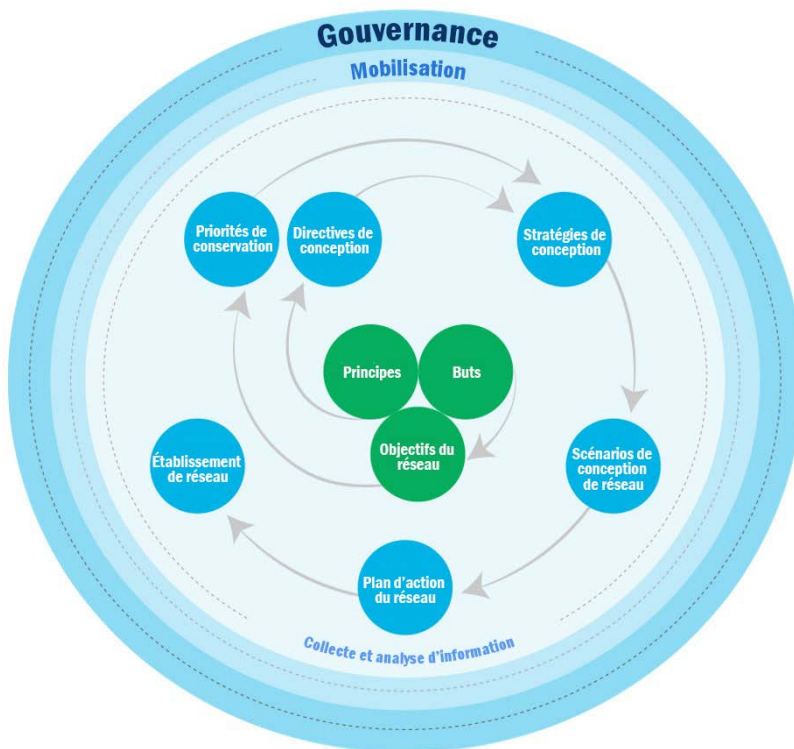 Gouvernance
Mobilisation
Priorités de
conservation
Directives de
conception
Stratégies de
conception
Principes
Buts
Objectifs du
réseau
Établissement
de réseau
Scénarios de
conception
de réseau
Plan d’action
du réseau
Collecte et analyse d’information